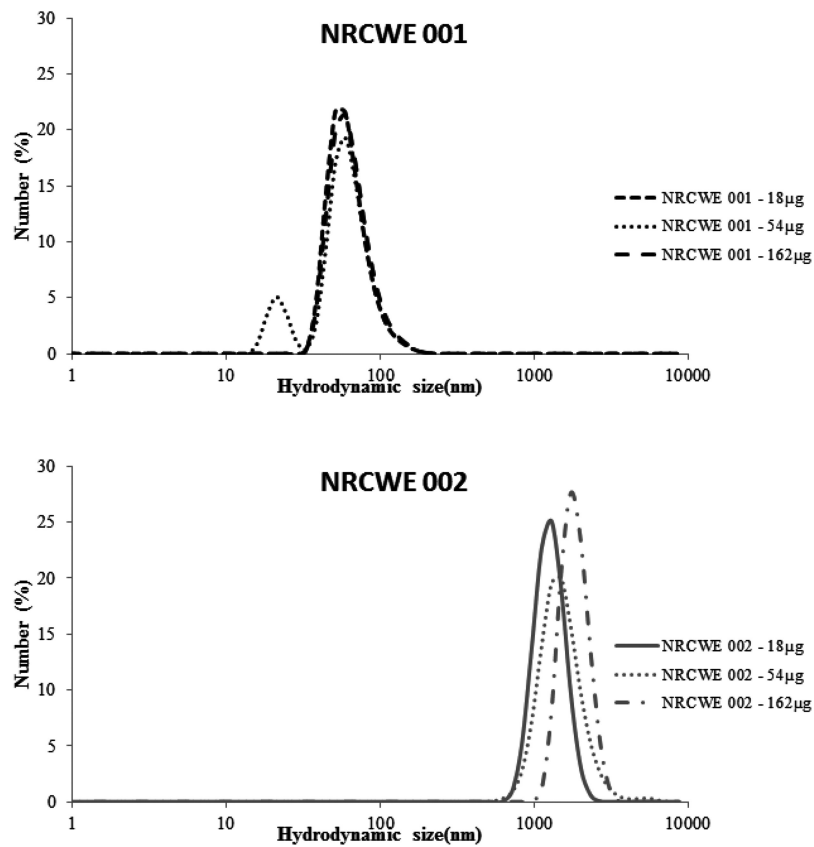 NRCWE 001
Number (%)
30
25
20
15
10
5
0
1
10
100
1000
10000
Hydrodynamic size(nm)
NRCWE 001 - 18µg
NRCWE 001 - 54µg
NRCWE 001 - 162µg
NRCWE 002
Number (%)
30
25
20
15
10
5
0
1
10
100
1000
10000
Hydrodynamic size(nm)
NRCWE 002 - 18µg
NRCWE 002 - 54µg
NRCWE 002 - 162µg